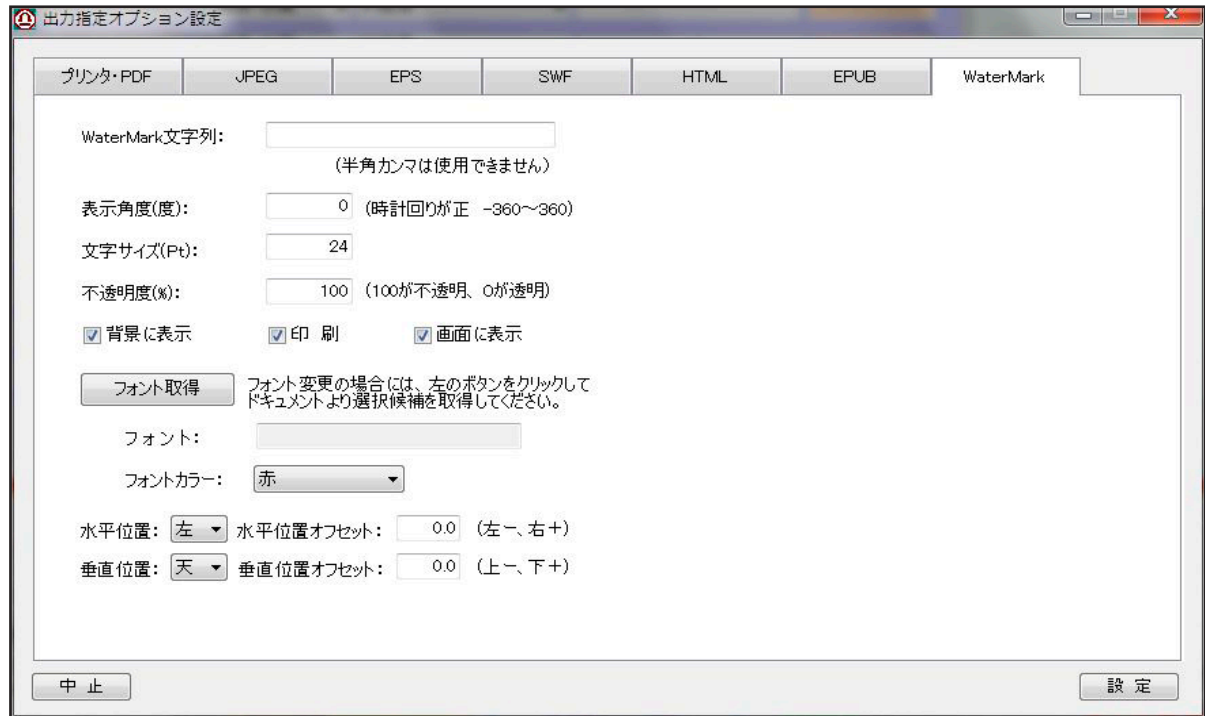 出力指定オプション設定
プリンタ・PDF JPEG EPS SWF HTML EPUB WaterMark
WaterMark文字列:
(半角カンマは使用できません)
表示角度(度): 0 (時計回りが正 -360〜360)
文字サイズ(Pt): 24
不透明度(%): 100 (100が不透明、0が透明)
背景に表示 印 刷 画面に表示
フォント取得 フォント変更の場合には、左のボタンをクリックして
ドキュメントより選択候補を取得してください。
フォント:
フォントカラー: 赤
水平位置: 左 水平位置オフセット: 0.0 (左ー、右+)
垂直位置: 天 垂直位置オフセット: 0.0 (上ー、下+)
中 止 設 定